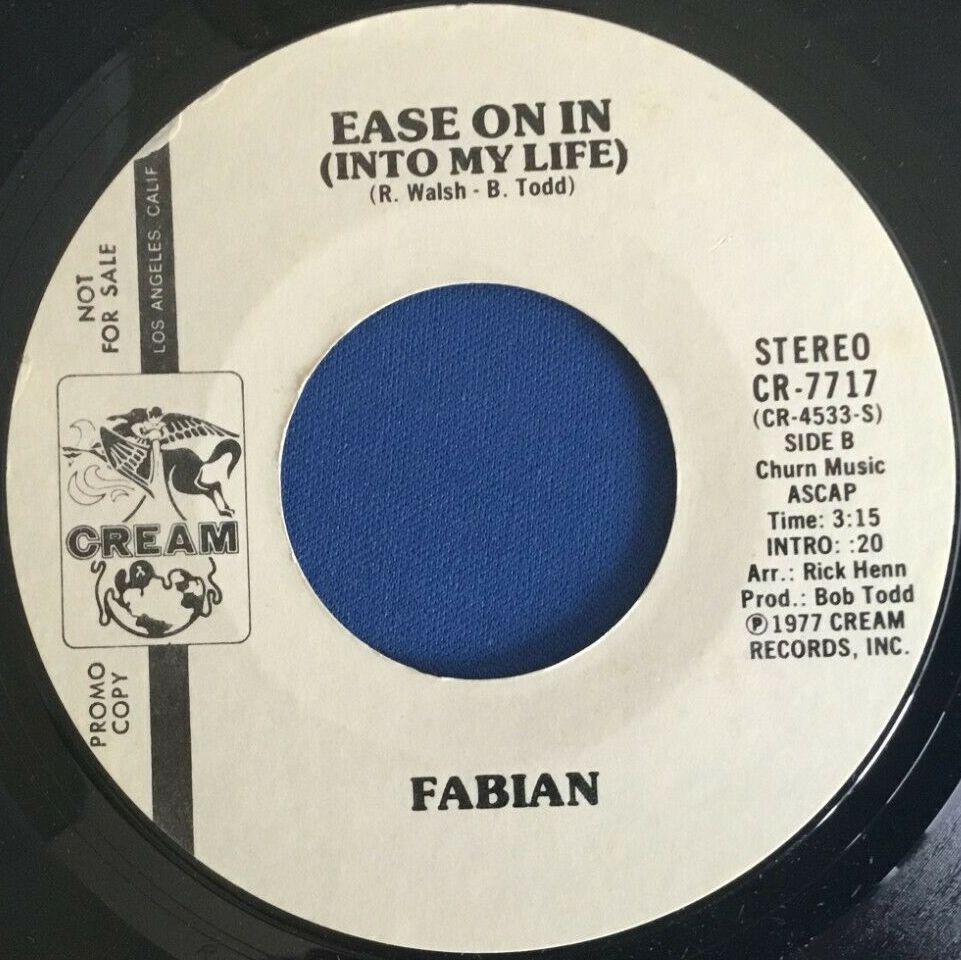 EASE ON IN
(INTO MY LIFE)
(R. Walsh - B. Todd)
LOS ANGELES, CALIF
NOT
FOR SALE
CREAM
PROMO
COPY
STEREO
CR-7717
(CR-4533-S)
SIDE B
Churn Music
ASCAP
Time: 3:15
INTRO: :20
Arr.: Rick Henn
Prod.: Bob Todd
℗1977 CREAM
RECORDS, INC.
FABIAN